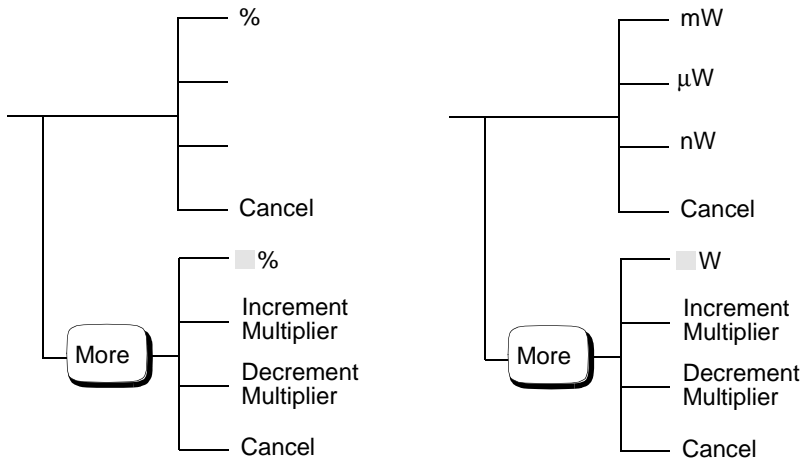 %
Cancel
%
Increment
Multiplier
More
Decrement
Multiplier
Cancel
mW
μW
nW
Cancel
W
Increment
Multiplier
More
Decrement
Multiplier
Cancel